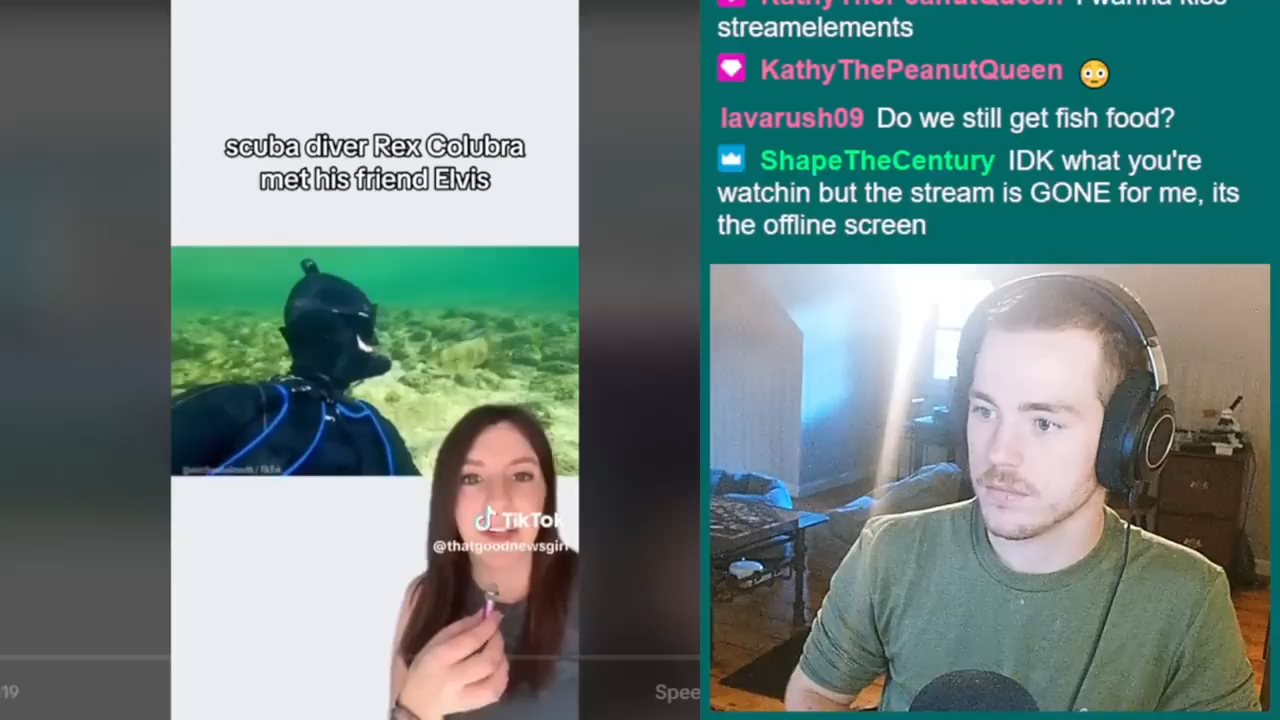 scuba diver Rex Colubra
met his friend Elvis
TikTok
@thatgoodnewsgirl
19
Spee
streamelements
KathyThePeanutQueen
lavarush09 Do we still get fish food?
ShapeTheCentury IDK what you're
watchin but the stream is GONE for me, its
the offline screen